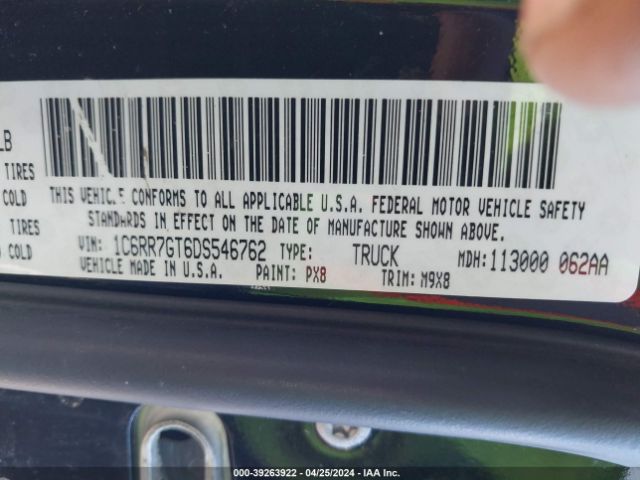 LB
TIRES
COLD
TIRES
COLD
THIS VEHICLE CONFORMS TO ALL APPLICABLE U.S.A. FEDERAL MOTOR VEHICLE SAFETY
STANDARDS IN EFFECT ON THE DATE OF MANUFACTURE SHOWN ABOVE.
VIN: 1C6RR7GT6DS546762 TYPE: TRUCK MDH: 113000 062AA
VEHICLE MADE IN U.S.A. PAINT: PX8 TRIM: M9X8
000-39263922 - 04/25/2024 - IAA Inc.